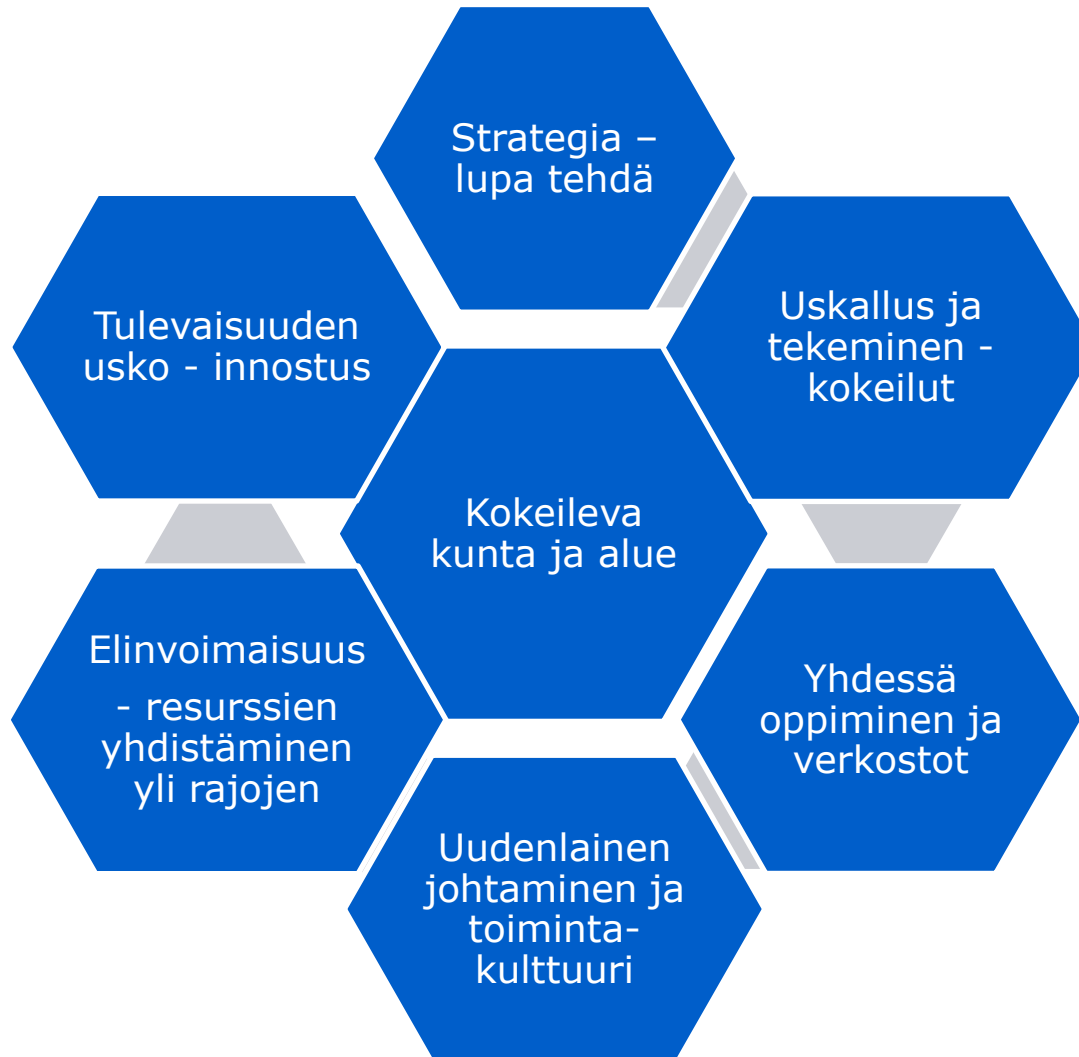 Strategia –
lupa tehdä
Uskallus ja
tekeminen -
kokeilut
Tulevaisuuden
usko - innostus
Kokeileva
kunta ja alue
Elinvoimaisuus
- resurssien
yhdistäminen
yli rajojen
Yhdessä
oppiminen ja
verkostot
Uudenlainen
johtaminen ja
toiminta-
kulttuuri